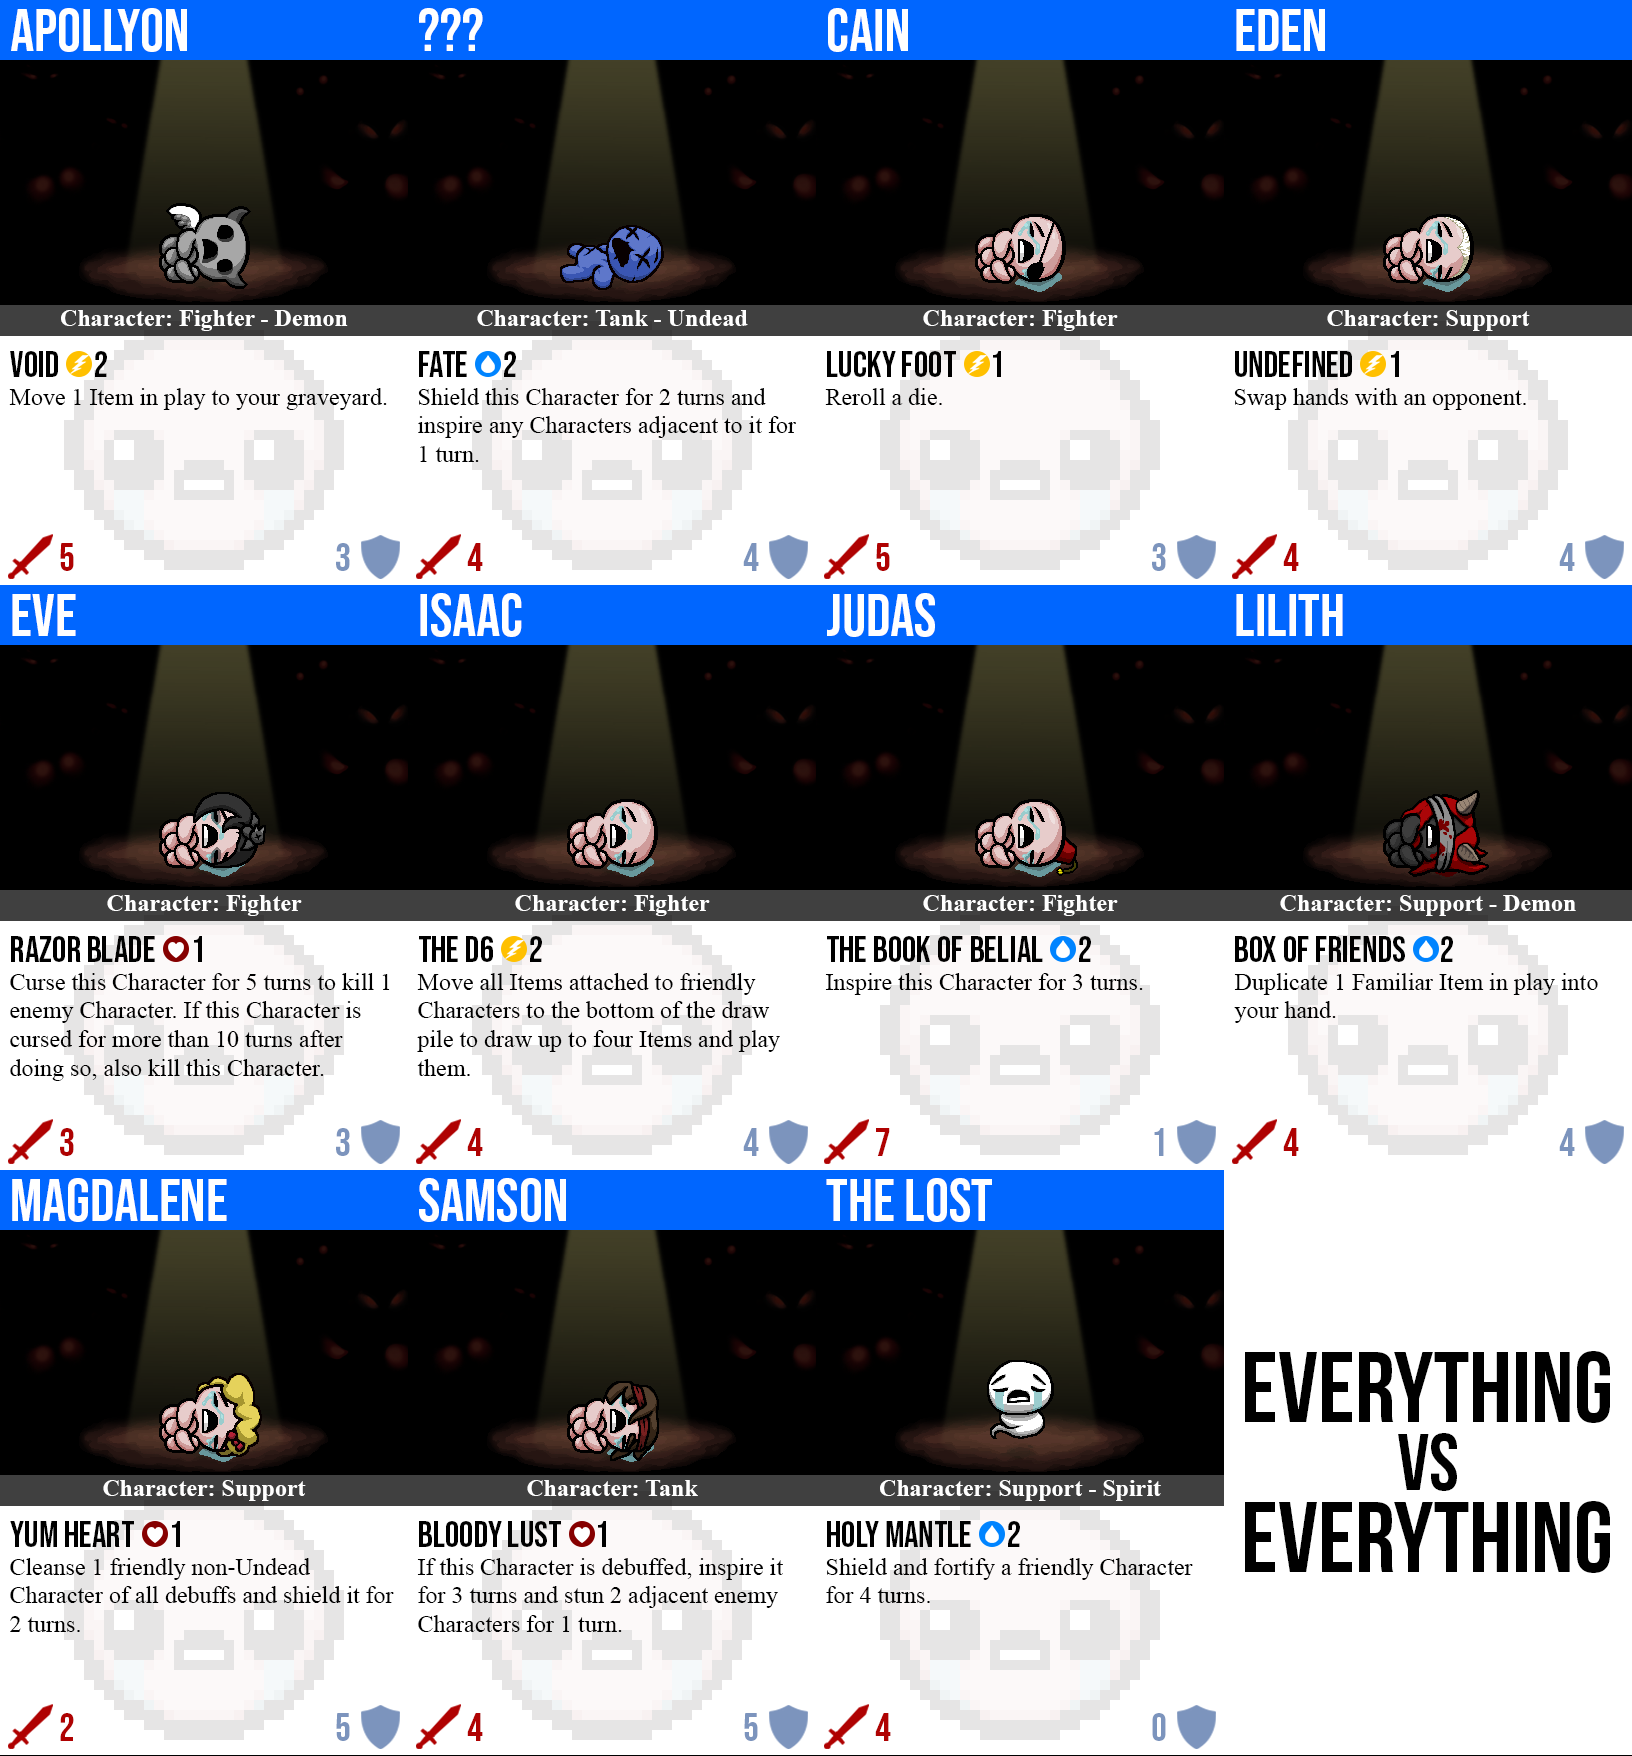 APOLLYON
Character: Fighter - Demon
VOID 2
Move 1 Item in play to your graveyard.
5
3
???
Character: Tank - Undead
FATE 2
Shield this Character for 2 turns and
inspire any Characters adjacent to it for
1 turn.
4
4
CAIN
Character: Fighter
LUCKY FOOT 1
Reroll a die.
5
3
EDEN
Character: Support
UNDEFINED 1
Swap hands with an opponent.
4
4
EVE
Character: Fighter
RAZOR BLADE 1
Curse this Character for 5 turns to kill 1
enemy Character. If this Character is
cursed for more than 10 turns after
doing so, also kill this Character.
3
3
ISAAC
Character: Fighter
THE D6 2
Move all Items attached to friendly
Characters to the bottom of the draw
pile to draw up to four Items and play
them.
4
4
JUDAS
Character: Fighter
THE BOOK OF BELIAL 2
Inspire this Character for 3 turns.
7
1
LILITH
Character: Support - Demon
BOX OF FRIENDS 2
Duplicate 1 Familiar Item in play into
your hand.
4
4
MAGDALENE
Character: Support
YUM HEART 1
Cleanse 1 friendly non-Undead
Character of all debuffs and shield it for
2 turns.
2
5
SAMSON
Character: Tank
BLOODY LUST 1
If this Character is debuffed, inspire it
for 3 turns and stun 2 adjacent enemy
Characters for 1 turn.
4
5
THE LOST
Character: Support - Spirit
HOLY MANTLE 2
Shield and fortify a friendly Character
for 4 turns.
4
0
EVERYTHING
VS
EVERYTHING